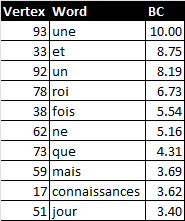 Vertex Word BC
93 une 10.00
33 et 8.75
92 un 8.19
78 roi 6.73
38 fois 5.54
62 ne 5.16
73 que 4.31
59 mais 3.69
17 connaissances 3.62
51 jour 3.40